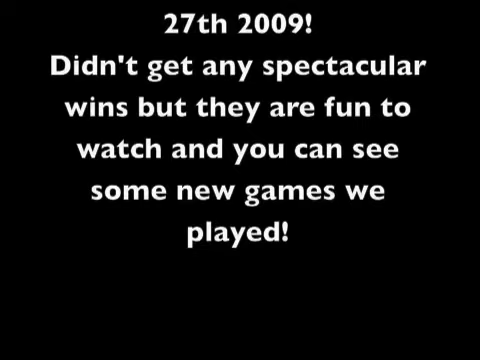 27th 2009!
Didn't get any spectacular
wins but they are fun to
watch and you can see
some new games we
played!